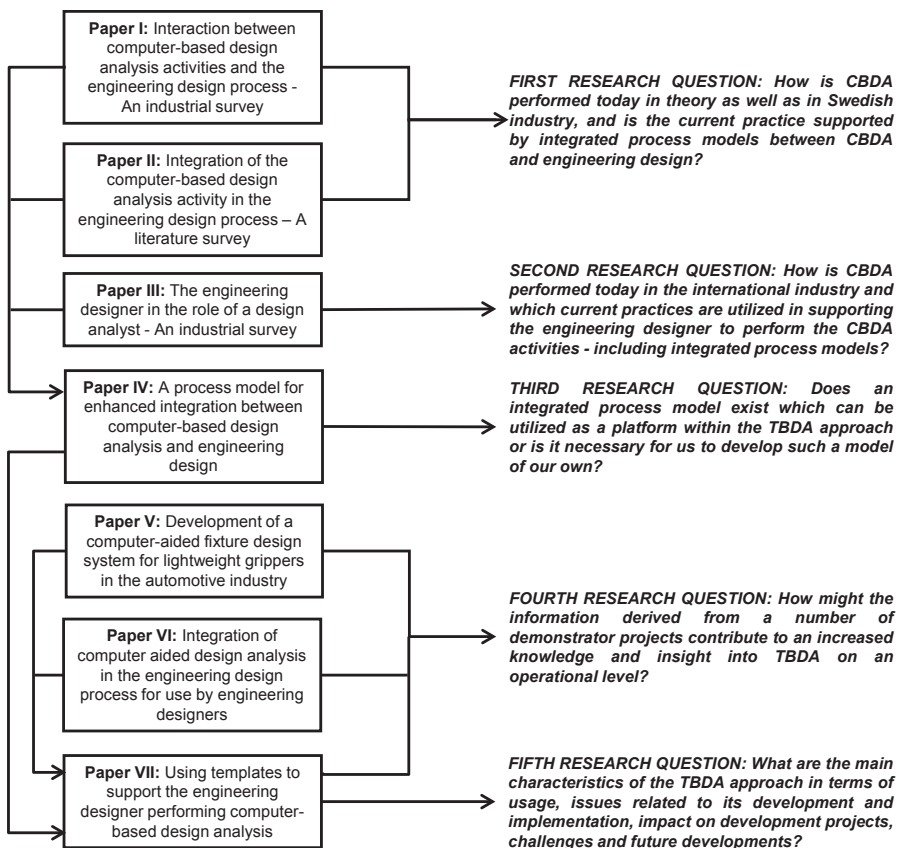 Paper I: Interaction between
computer-based design
analysis activities and the
engineering design process -
An industrial survey
FIRST RESEARCH QUESTION: How is CBDA
performed today in theory as well as in Swedish
industry, and is the current practice supported
by integrated process models between CBDA
and engineering design?
Paper II: Integration of the
computer-based design
analysis activity in the
engineering design process – A
literature survey
Paper III: The engineering
designer in the role of a design
analyst - An industrial survey
SECOND RESEARCH QUESTION: How is CBDA
performed today in the international industry and
which current practices are utilized in supporting
the engineering designer to perform the CBDA
activities - including integrated process models?
Paper IV: A process model for
enhanced integration between
computer-based design
analysis and engineering
design
THIRD RESEARCH QUESTION: Does an
integrated process model exist which can be
utilized as a platform within the TBDA approach
or is it necessary for us to develop such a model
of our own?
Paper V: Development of a
computer-aided fixture design
system for lightweight grippers
in the automotive industry
Paper VI: Integration of
computer aided design analysis
in the engineering design
process for use by engineering
designers
FOURTH RESEARCH QUESTION: How might the
information derived from a number of
demonstrator projects contribute to an increased
knowledge and insight into TBDA on an
operational level?
Paper VII: Using templates to
support the engineering
designer performing computer-
based design analysis
FIFTH RESEARCH QUESTION: What are the main
characteristics of the TBDA approach in terms of
usage, issues related to its development and
implementation, impact on development projects,
challenges and future developments?